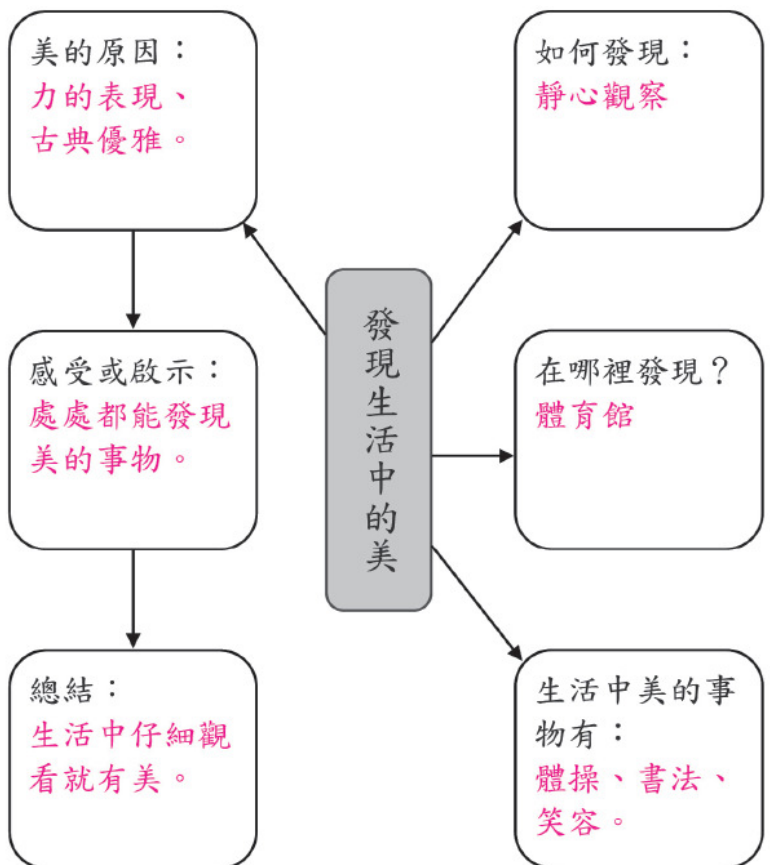 美的原因：
力的表現、
古典優雅。
如何發現：
靜心觀察
發現生活中的美
感受或啟示：
處處都能發現
美的事物。
在哪裡發現？
體育館
總結：
生活中仔細觀
看就有美。
生活中美的事
物有：
體操、書法、
笑容。